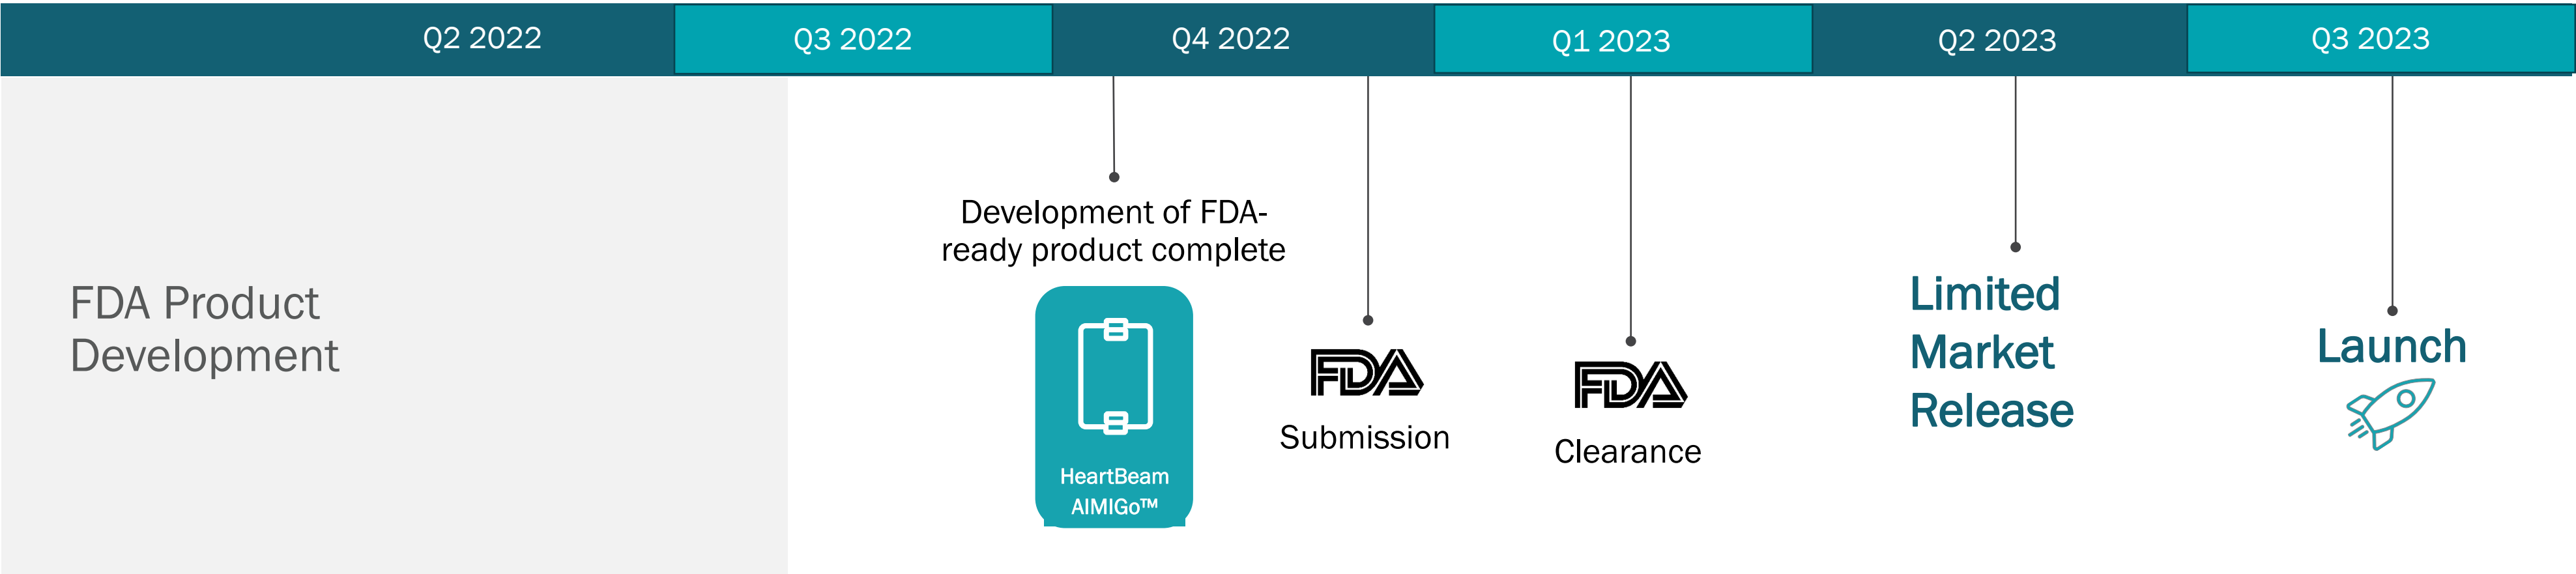 Q2 2022
Q3 2022
Q4 2022
Q1 2023
Q2 2023
Q3 2023
FDA Product
Development
Development of FDA-
ready product complete
HeartBeam
AIMIGo™
FDA
Submission
FDA
Clearance
Limited
Market
Release
Launch